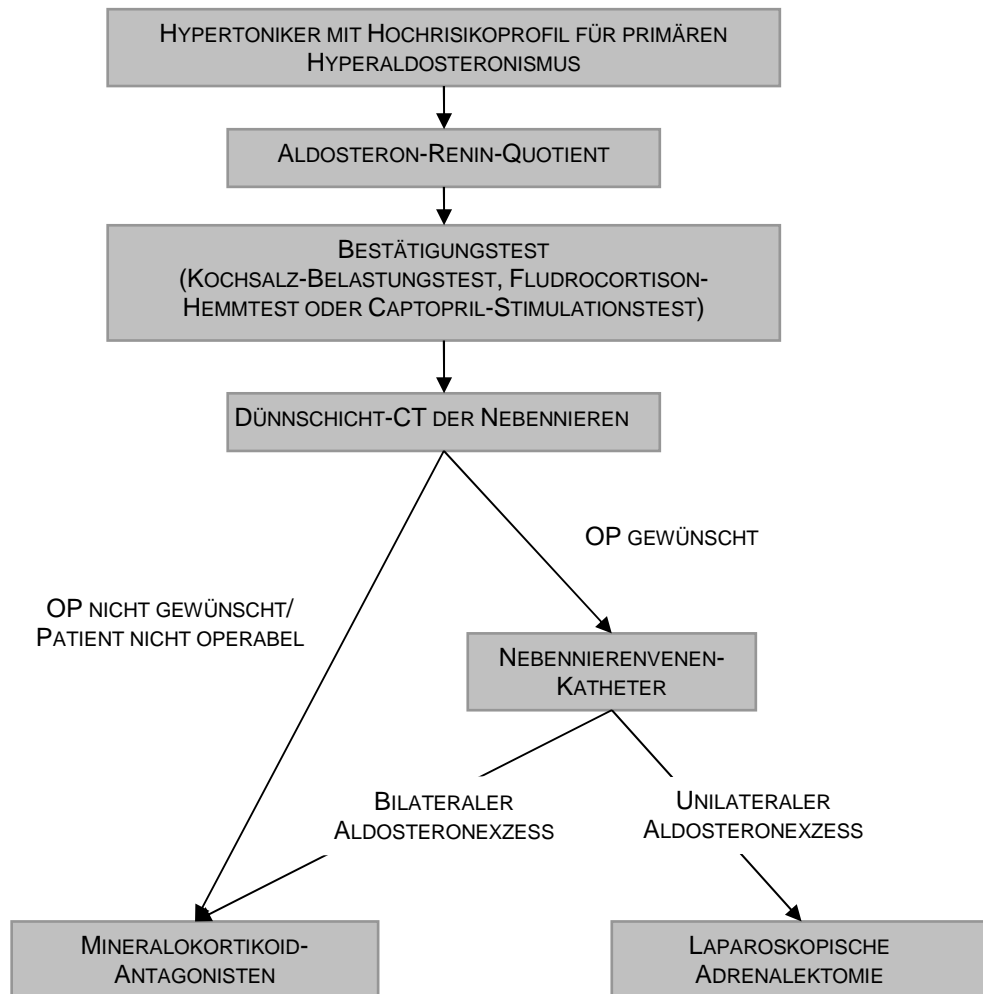 HYPERTONIKER MIT HOCHRISIKOPROFIL FÜR PRIMÄREN
HYPERALDOSTERONISMUS
ALDOSTERON-RENIN-QUOTIENT
BESTÄTIGUNGSTEST
(KOCHSALZ-BELASTUNGSTEST, FLUDROCORTISON-
HEMMTEST ODER CAPTOPRIL-STIMULATIONSTEST)
DÜNNSCHICHT-CT DER NEBENNIEREN
OP GEWÜNSCHT
OP NICHT GEWÜNSCHT/
PATIENT NICHT OPERABEL
NEBENNIERENVENEN-
KATHETER
BILATERALER
ALDOSTERONEXZESS
UNILATERALER
ALDOSTERONEXZESS
MINERALOKORTIKOID-
ANTAGONISTEN
LAPAROSKOPISCHE
ADRENALEKTOMIE